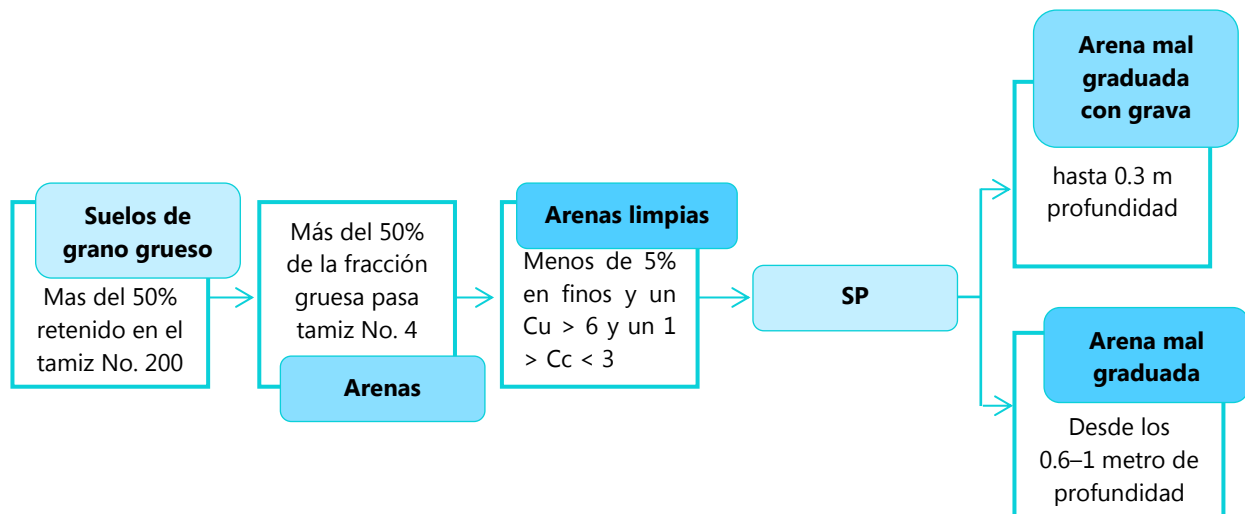 Suelos de
grano grueso
Mas del 50%
retenido en el
tamiz No. 200
Más del 50%
de la fracción
gruesa pasa
tamiz No. 4
Arenas
Arenas limpias
Menos de 5%
en finos y un
Cu > 6 y un 1
> Cc < 3
SP
Arena mal
graduada
con grava
hasta 0.3 m
profundidad
Arena mal
graduada
Desde los
0.6–1 metro de
profundidad